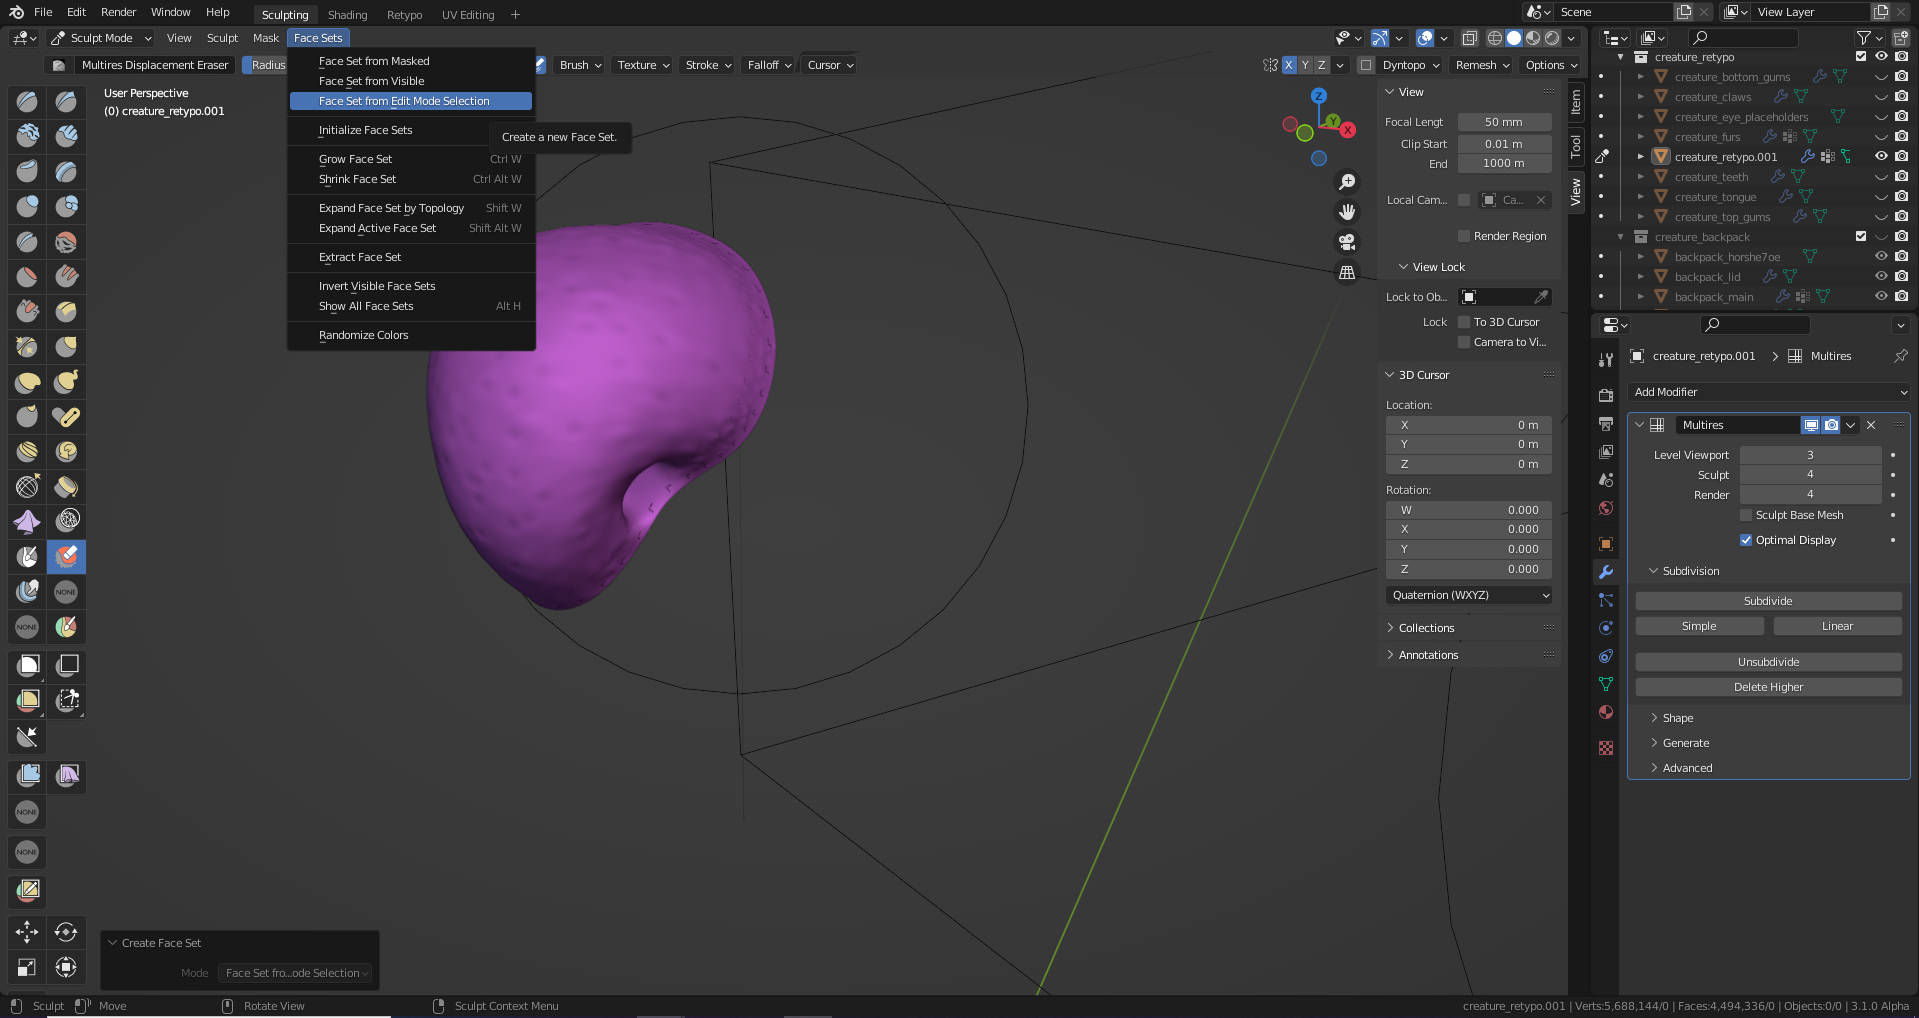 File Edit Render Window Help Sculpting Shading Retypo UV Editing + Scene View Layer
Sculpt Mode View Sculpt Mask Face Sets
Multires Displacement Eraser Radius Brush Texture Stroke Falloff Cursor X Y Z Dyntopo Remesh Options
User Perspective
(0) creature_retypo.001
Face Set from Masked
Face Set from Visible
Face Set from Edit Mode Selection
Initialize Face Sets
Grow Face Set Ctrl W
Shrink Face Set Ctrl Alt W
Expand Face Set by Topology Shift W
Expand Active Face Set Shift Alt W
Extract Face Set
Invert Visible Face Sets
Show All Face Sets Alt H
Randomize Colors
Create a new Face Set.
Z
Y
X
NONE
NONE
NONE
NONE
Create Face Set
Mode Face Set fro...ode Selection
View
Focal Lengt 50 mm
Clip Start 0.01 m
End 1000 m
Local Cam... Ca...
Render Region
View Lock
Lock to Ob...
Lock To 3D Cursor
Camera to Vi...
3D Cursor
Location:
X 0 m
Y 0 m
Z 0 m
Rotation:
W 0.000
X 0.000
Y 0.000
Z 0.000
Quaternion (WXYZ)
Collections
Annotations
Item
Tool
View
creature_retypo
creature_bottom_gums
creature_claws
creature_eye_placeholders
creature_furs
creature_retypo.001
creature_teeth
creature_tongue
creature_top_gums
creature_backpack
backpack_horshe7oe
backpack_lid
backpack_main
creature_retypo.001 Multires
Add Modifier
Multires
Level Viewport 3
Sculpt 4
Render 4
Sculpt Base Mesh
Optimal Display
Subdivision
Subdivide
Simple Linear
Unsubdivide
Delete Higher
Shape
Generate
Advanced
Sculpt Move Rotate View Sculpt Context Menu creature_retypo.001 | Verts:5,688,144/0 | Faces:4,494,336/0 | Objects:0/0 | 3.1.0 Alpha